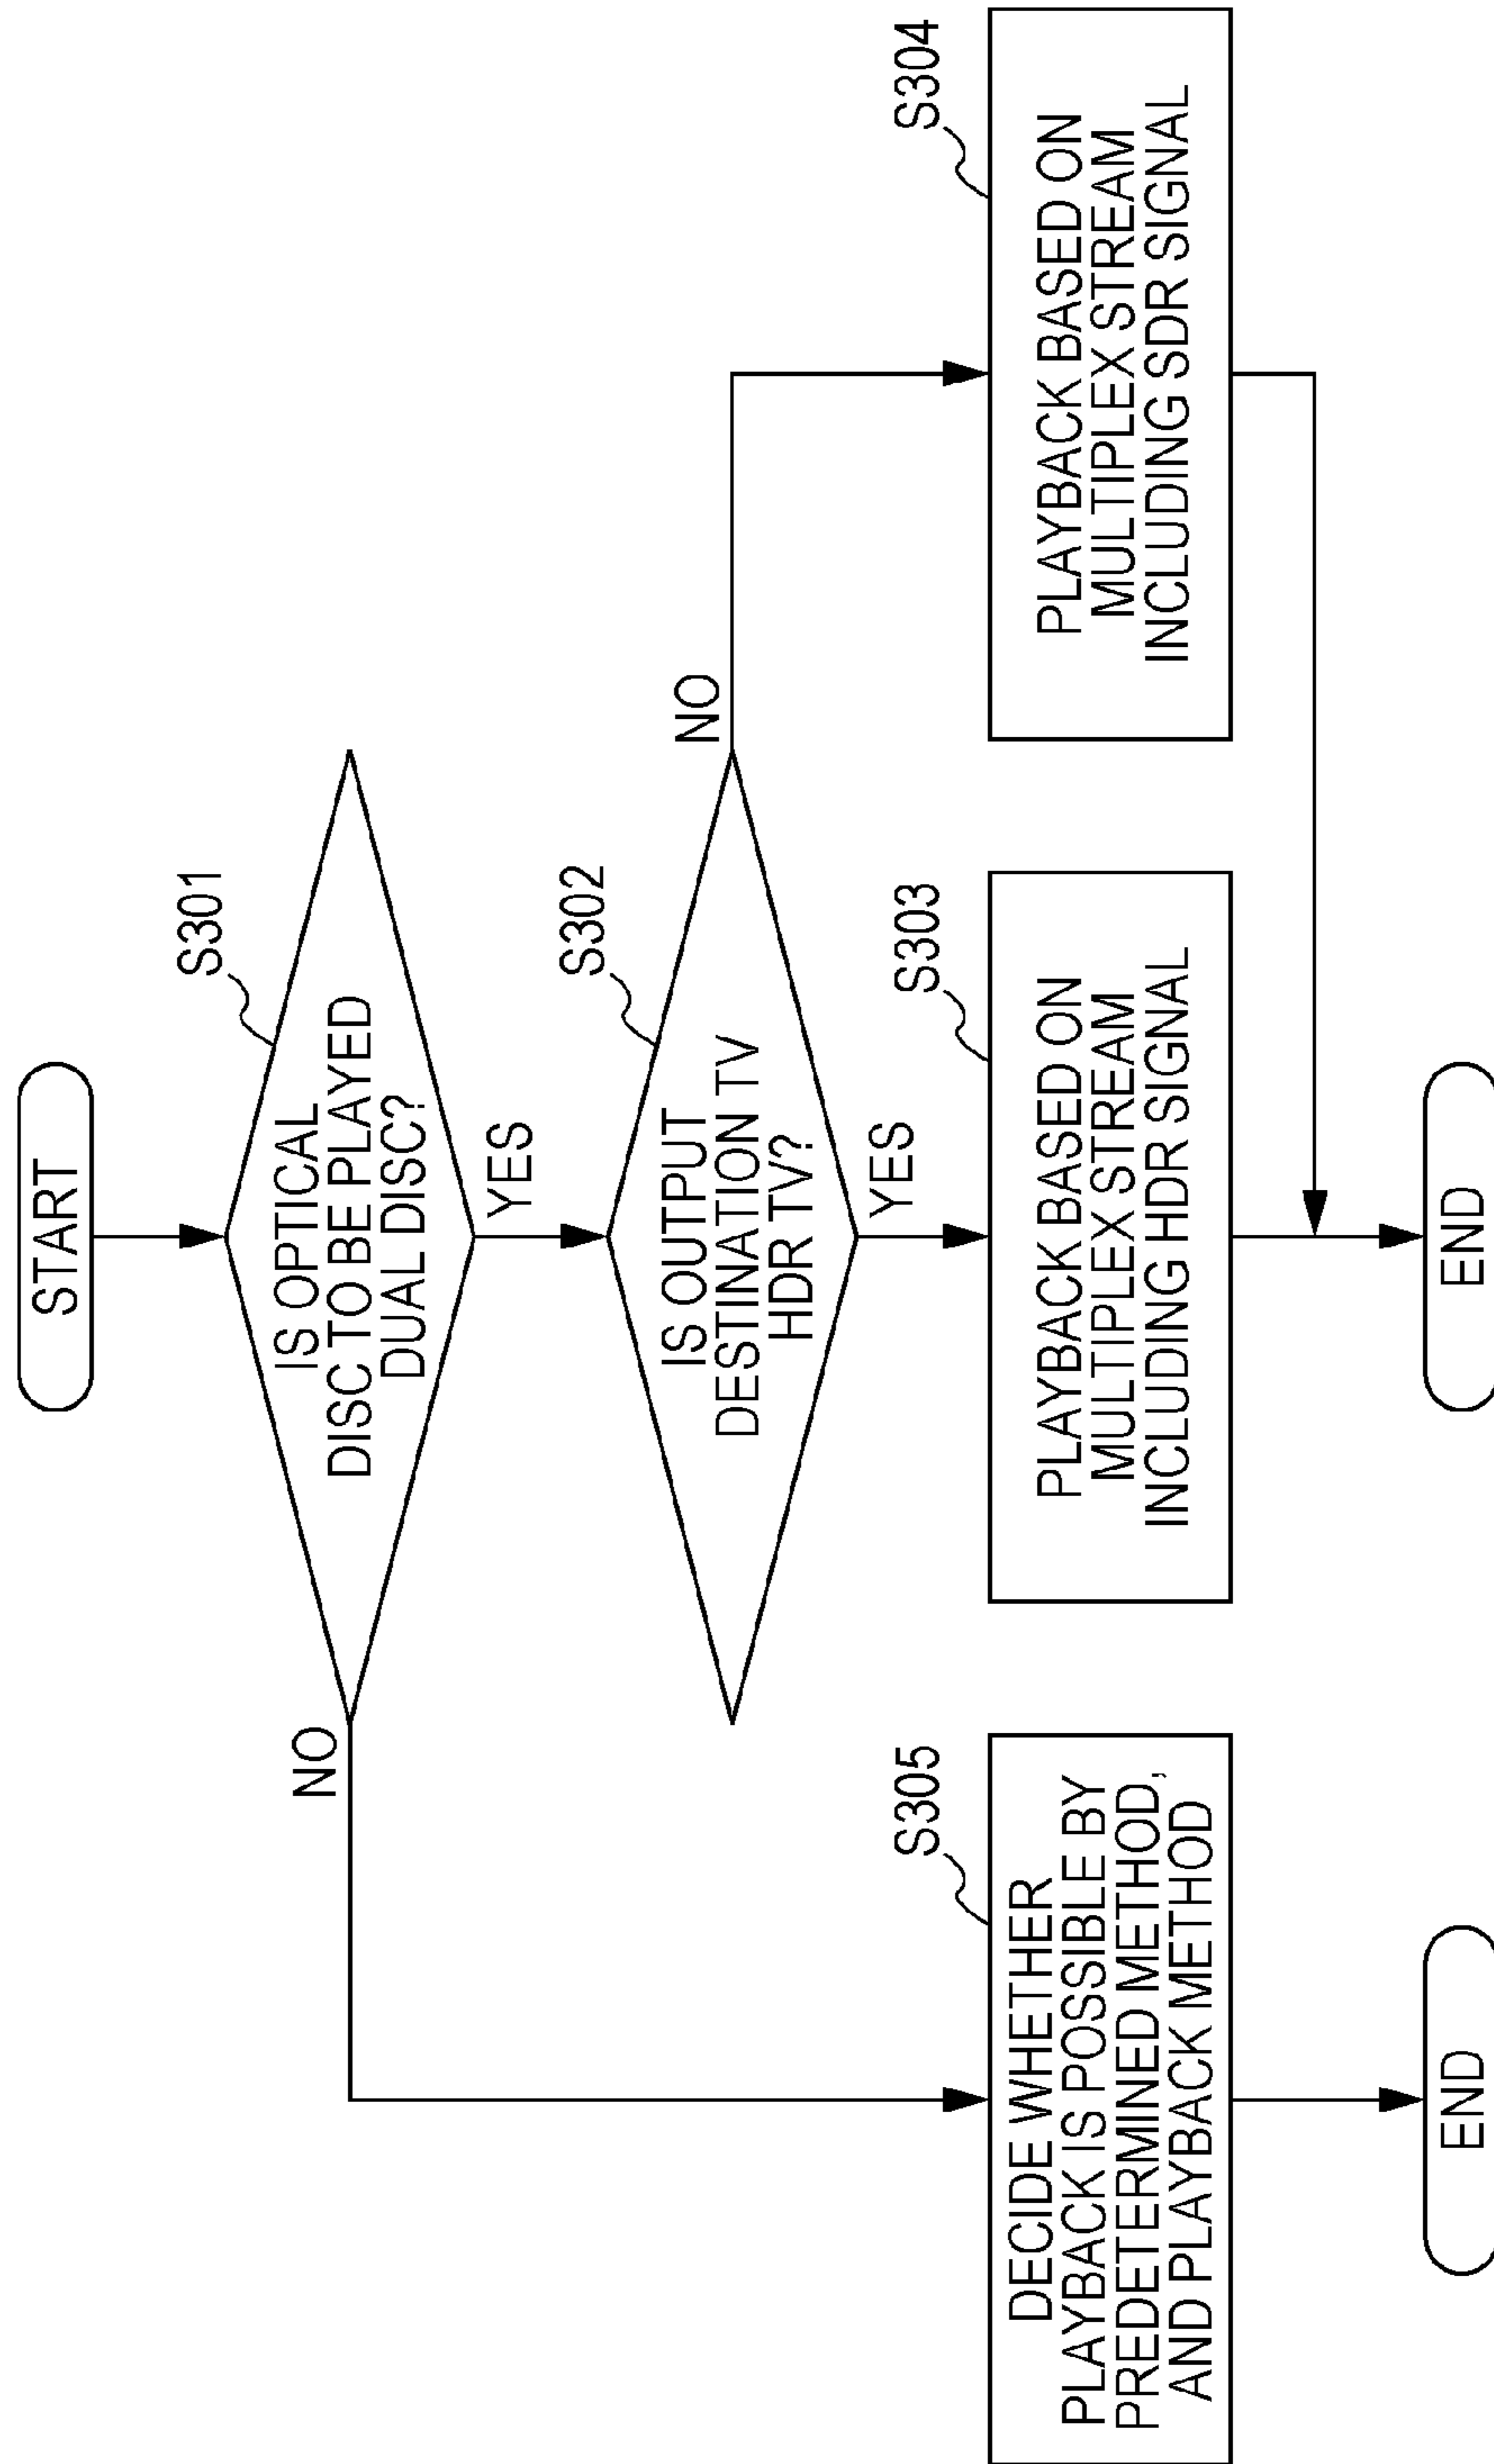 START
S301
IS OPTICAL
DISC TO BE PLAYED
DUAL DISC?
NO
YES
S302
IS OUTPUT
DESTINATION TV
HDR TV?
NO
YES
S305
DECIDE WHETHER
PLAYBACK IS POSSIBLE BY
PREDETERMINED METHOD,
AND PLAYBACK METHOD
S303
PLAYBACK BASED ON
MULTIPLEX STREAM
INCLUDING HDR SIGNAL
S304
PLAYBACK BASED ON
MULTIPLEX STREAM
INCLUDING SDR SIGNAL
END
END